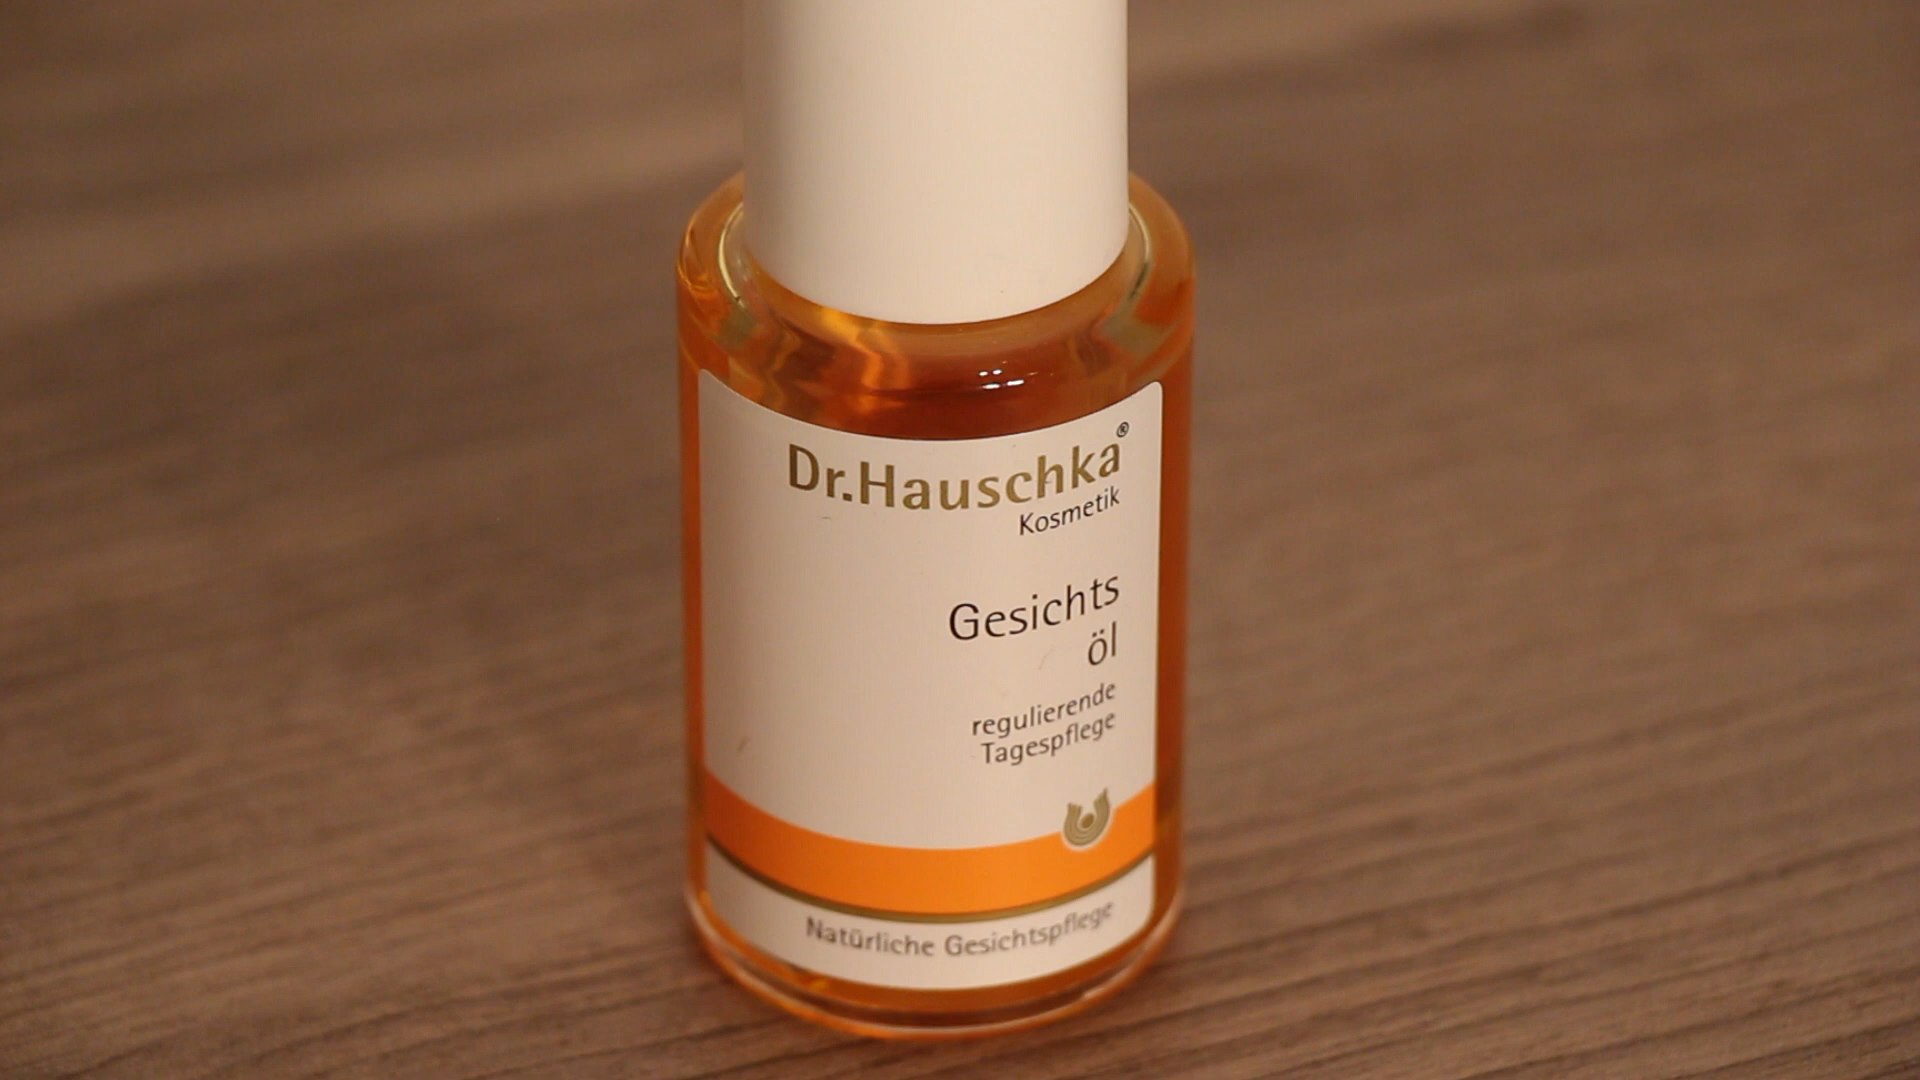 Dr.Hauschka®
Kosmetik
Gesichts
öl
regulierende
Tagespflege
Natürliche Gesichtspflege